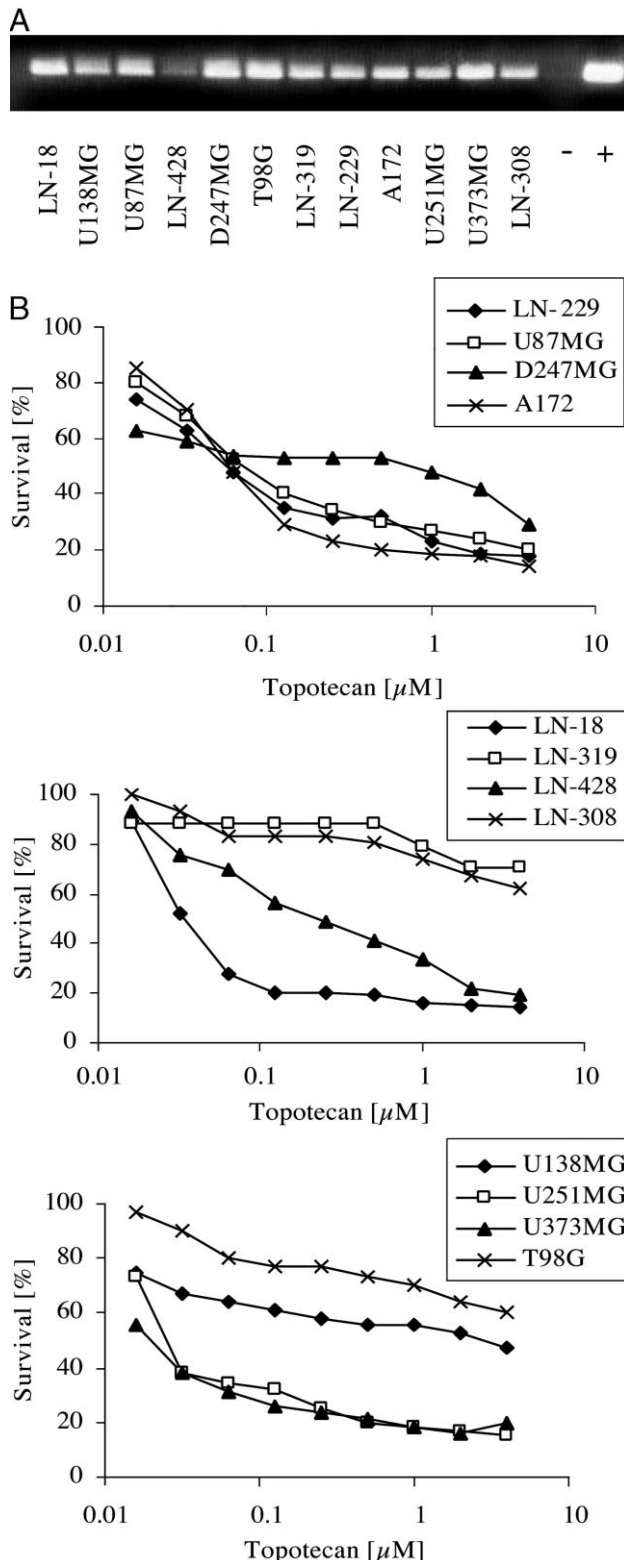 A
LN-18
U138MG
U87MG
LN-428
D247MG
T98G
LN-319
LN-229
A172
U251MG
U373MG
LN-308
-
+
B
LN-229
U87MG
D247MG
A172
100
80
60
40
20
0
Survival [%]
0.01 0.1 1 10
Topotecan [µM]
LN-18
LN-319
LN-428
LN-308
100
80
60
40
20
0
Survival [%]
0.01 0.1 1 10
Topotecan [µM]
U138MG
U251MG
U373MG
T98G
100
80
60
40
20
0
Survival [%]
0.01 0.1 1 10
Topotecan [µM]